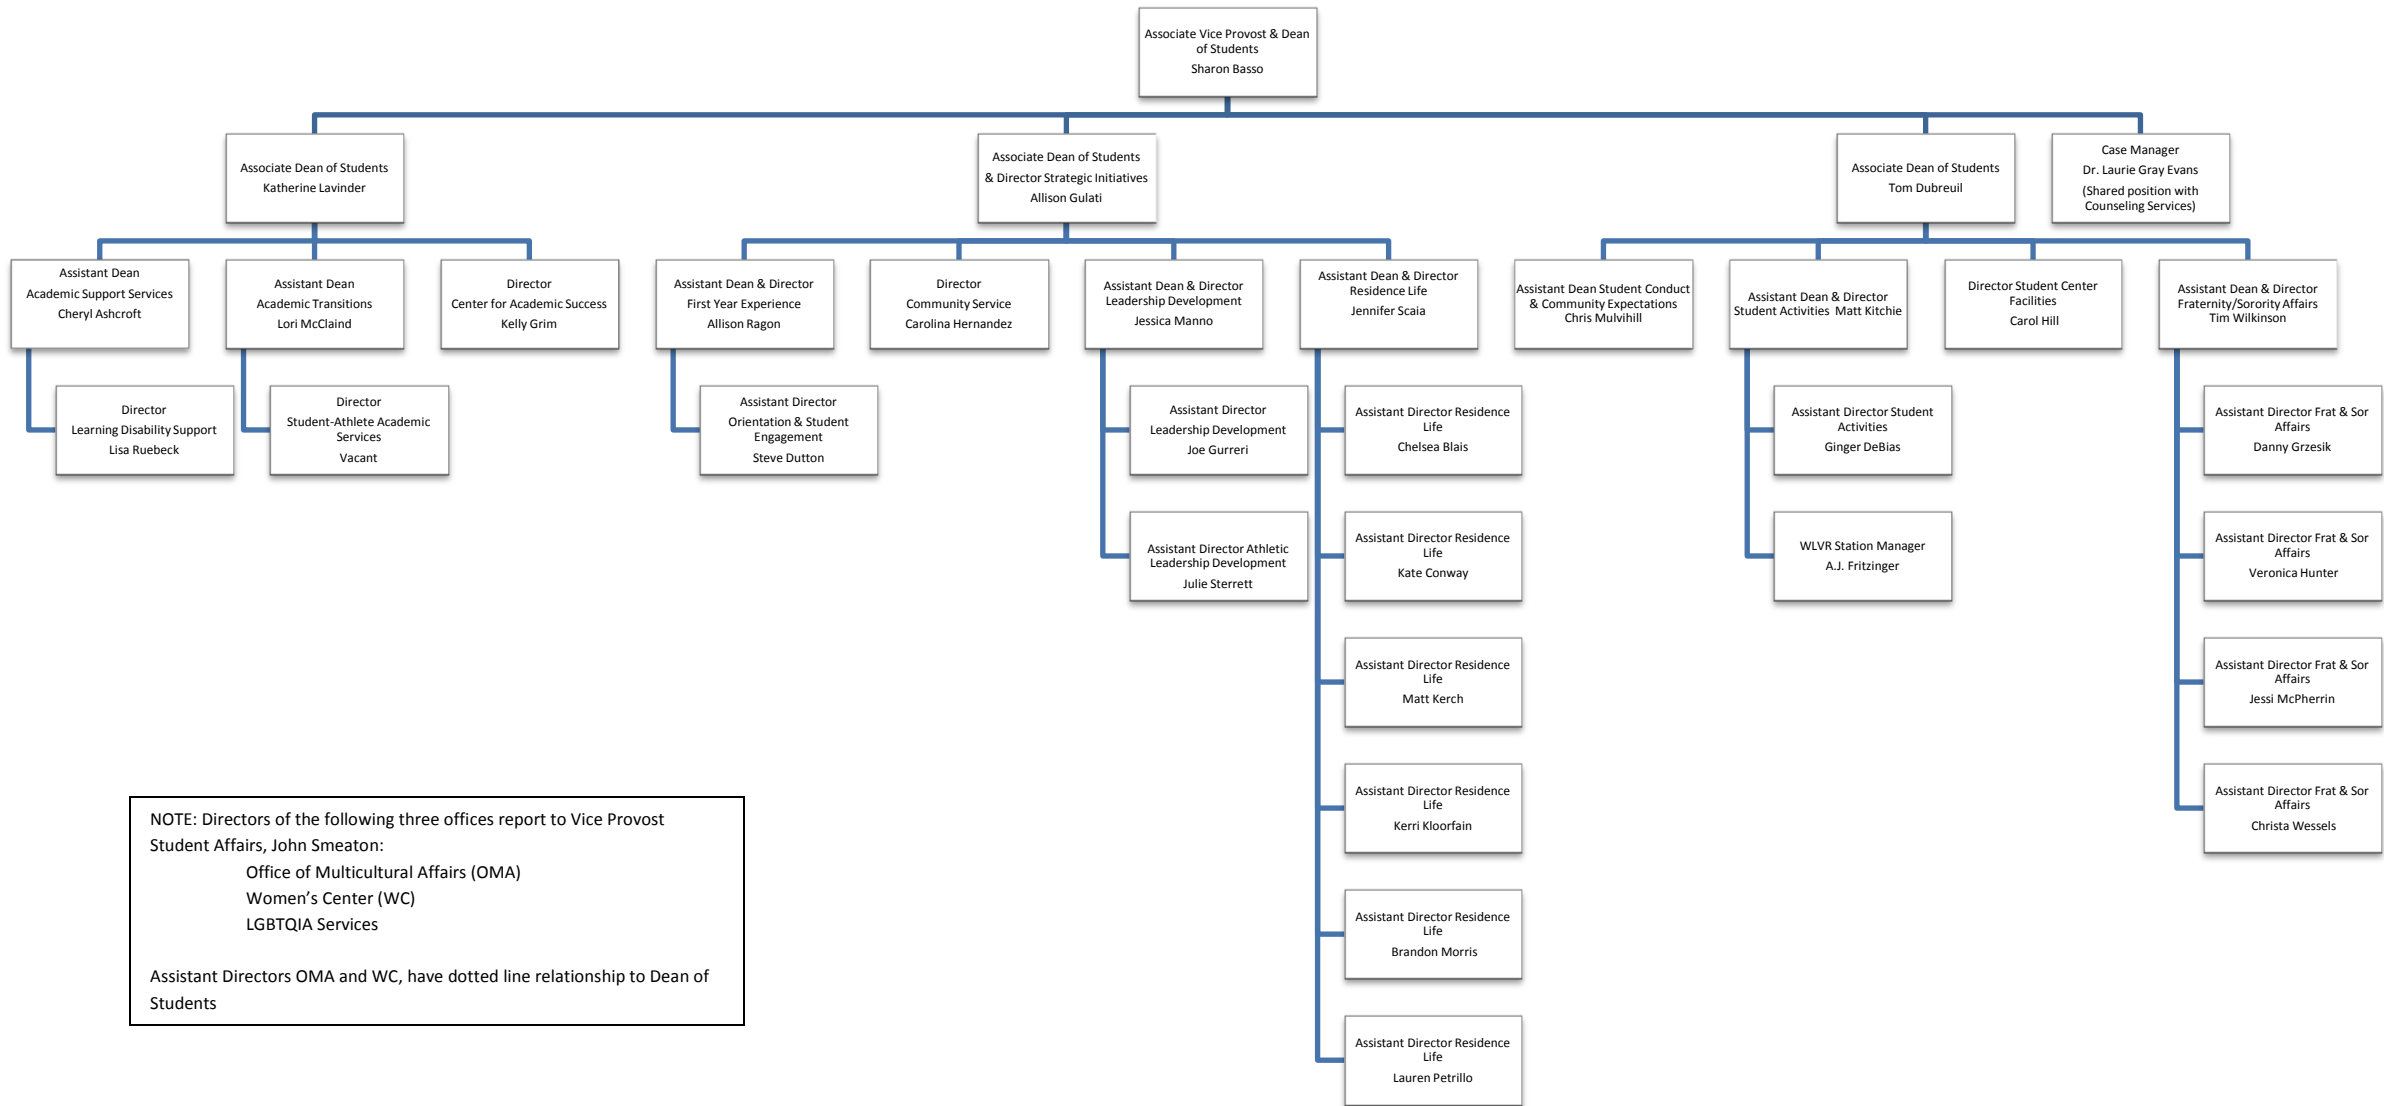 Associate Vice Provost & Dean
of Students
Sharon Basso
Associate Dean of Students
Katherine Lavinder
Associate Dean of Students
& Director Strategic Initiatives
Allison Gulati
Associate Dean of Students
Tom Dubreuil
Case Manager
Dr. Laurie Gray Evans
(Shared position with
Counseling Services)
Assistant Dean
Academic Support Services
Cheryl Ashcroft
Assistant Dean
Academic Transitions
Lori McClaind
Director
Center for Academic Success
Kelly Grim
Assistant Dean & Director
First Year Experience
Allison Ragon
Director
Community Service
Carolina Hernandez
Assistant Dean & Director
Leadership Development
Jessica Manno
Assistant Dean & Director
Residence Life
Jennifer Scaia
Assistant Dean Student Conduct
& Community Expectations
Chris Mulvihill
Assistant Dean & Director
Student Activities Matt Kitchie
Director Student Center
Facilities
Carol Hill
Assistant Dean & Director
Fraternity/Sorority Affairs
Tim Wilkinson
Director
Learning Disability Support
Lisa Ruebeck
Director
Student-Athlete Academic
Services
Vacant
Assistant Director
Orientation & Student
Engagement
Steve Dutton
Assistant Director
Leadership Development
Joe Gurreri
Assistant Director Residence
Life
Chelsea Blais
Assistant Director Student
Activities
Ginger DeBias
Assistant Director Frat & Sor
Affairs
Danny Grzesik
Assistant Director Athletic
Leadership Development
Julie Sterrett
Assistant Director Residence
Life
Kate Conway
WLVR Station Manager
A.J. Fritzinger
Assistant Director Frat & Sor
Affairs
Veronica Hunter
Assistant Director Residence
Life
Matt Kerch
Assistant Director Frat & Sor
Affairs
Jessi McPherrin
Assistant Director Residence
Life
Kerri Kloorfain
Assistant Director Frat & Sor
Affairs
Christa Wessels
Assistant Director Residence
Life
Brandon Morris
Assistant Director Residence
Life
Lauren Petrillo
NOTE: Directors of the following three offices report to Vice Provost
Student Affairs, John Smeaton:
Office of Multicultural Affairs (OMA)
Women’s Center (WC)
LGBTQIA Services
Assistant Directors OMA and WC, have dotted line relationship to Dean of
Students